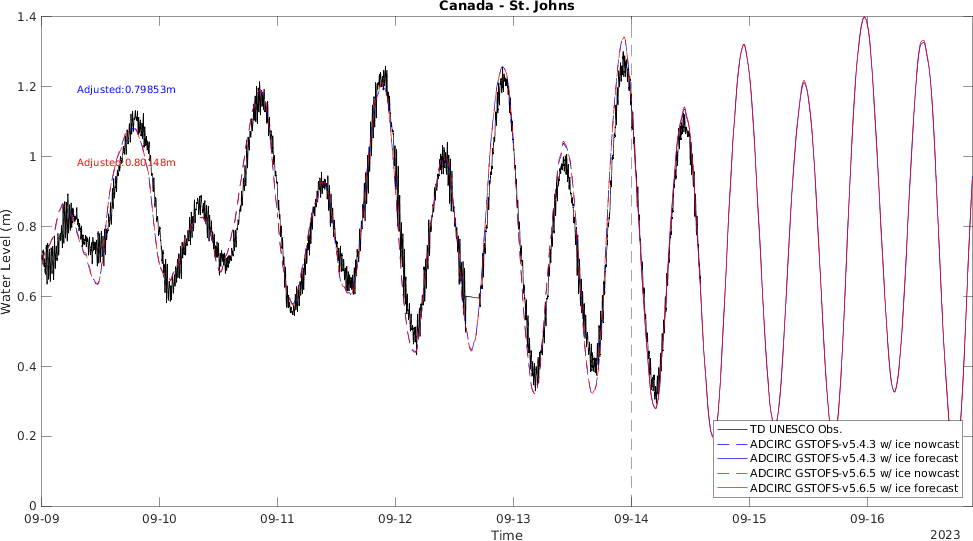 Canada - St. Johns
1.4
1.2
1
0.8
0.6
0.4
0.2
0
Water Level (m)
Adjusted:0.79853m
Adjusted:0.80148m
TD UNESCO Obs.
ADCIRC GSTOFS-v5.4.3 w/ ice nowcast
ADCIRC GSTOFS-v5.4.3 w/ ice forecast
ADCIRC GSTOFS-v5.6.5 w/ ice nowcast
ADCIRC GSTOFS-v5.6.5 w/ ice forecast
09-09 09-10 09-11 09-12 09-13 09-14 09-15 09-16
Time
2023